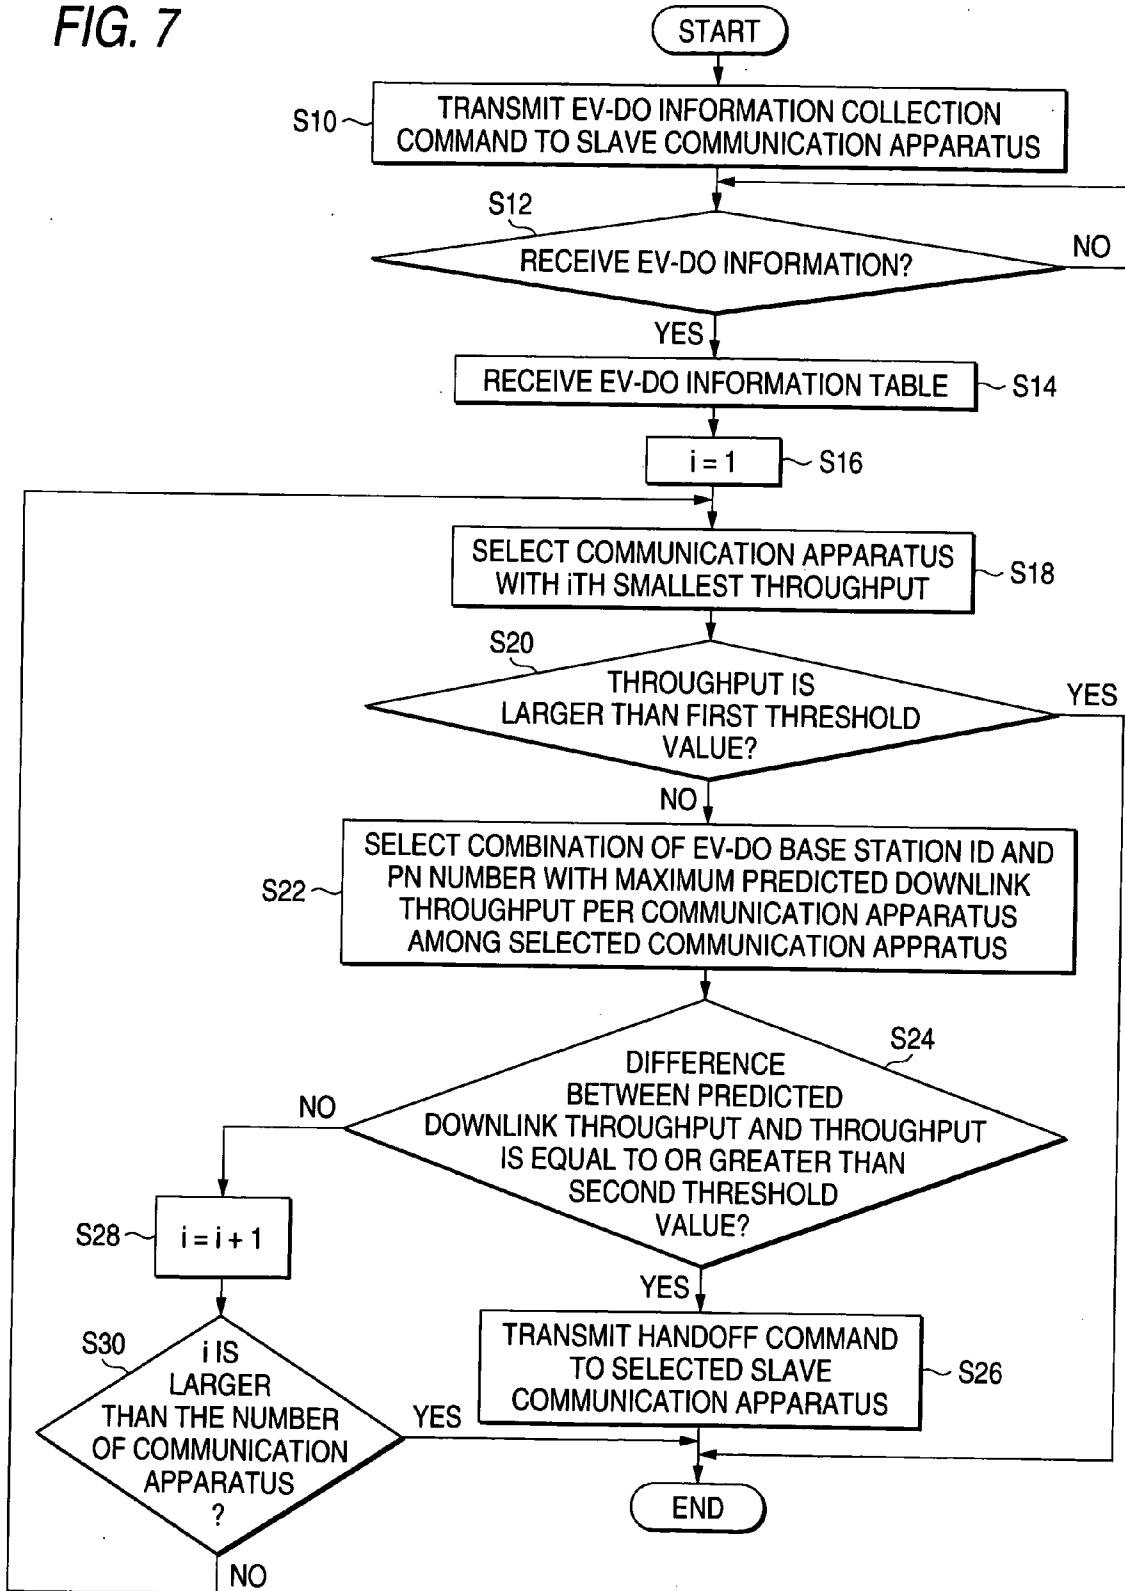 FIG. 7
START
S10
TRANSMIT EV-DO INFORMATION COLLECTION
COMMAND TO SLAVE COMMUNICATION APPARATUS
S12
RECEIVE EV-DO INFORMATION?
NO
YES
RECEIVE EV-DO INFORMATION TABLE
S14
i = 1
S16
SELECT COMMUNICATION APPARATUS
WITH iTH SMALLEST THROUGHPUT
S18
S20
THROUGHPUT IS
LARGER THAN FIRST THRESHOLD
VALUE?
YES
NO
S22
SELECT COMBINATION OF EV-DO BASE STATION ID AND
PN NUMBER WITH MAXIMUM PREDICTED DOWNLINK
THROUGHPUT PER COMMUNICATION APPARATUS
AMONG SELECTED COMMUNICATION APPRATUS
S24
DIFFERENCE
BETWEEN PREDICTED
DOWNLINK THROUGHPUT AND THROUGHPUT
IS EQUAL TO OR GREATER THAN
SECOND THRESHOLD
VALUE?
NO
YES
S28
i = i + 1
TRANSMIT HANDOFF COMMAND
TO SELECTED SLAVE
COMMUNICATION APPARATUS
S26
S30
i IS
LARGER
THAN THE NUMBER
OF COMMUNICATION
APPARATUS
?
YES
NO
END